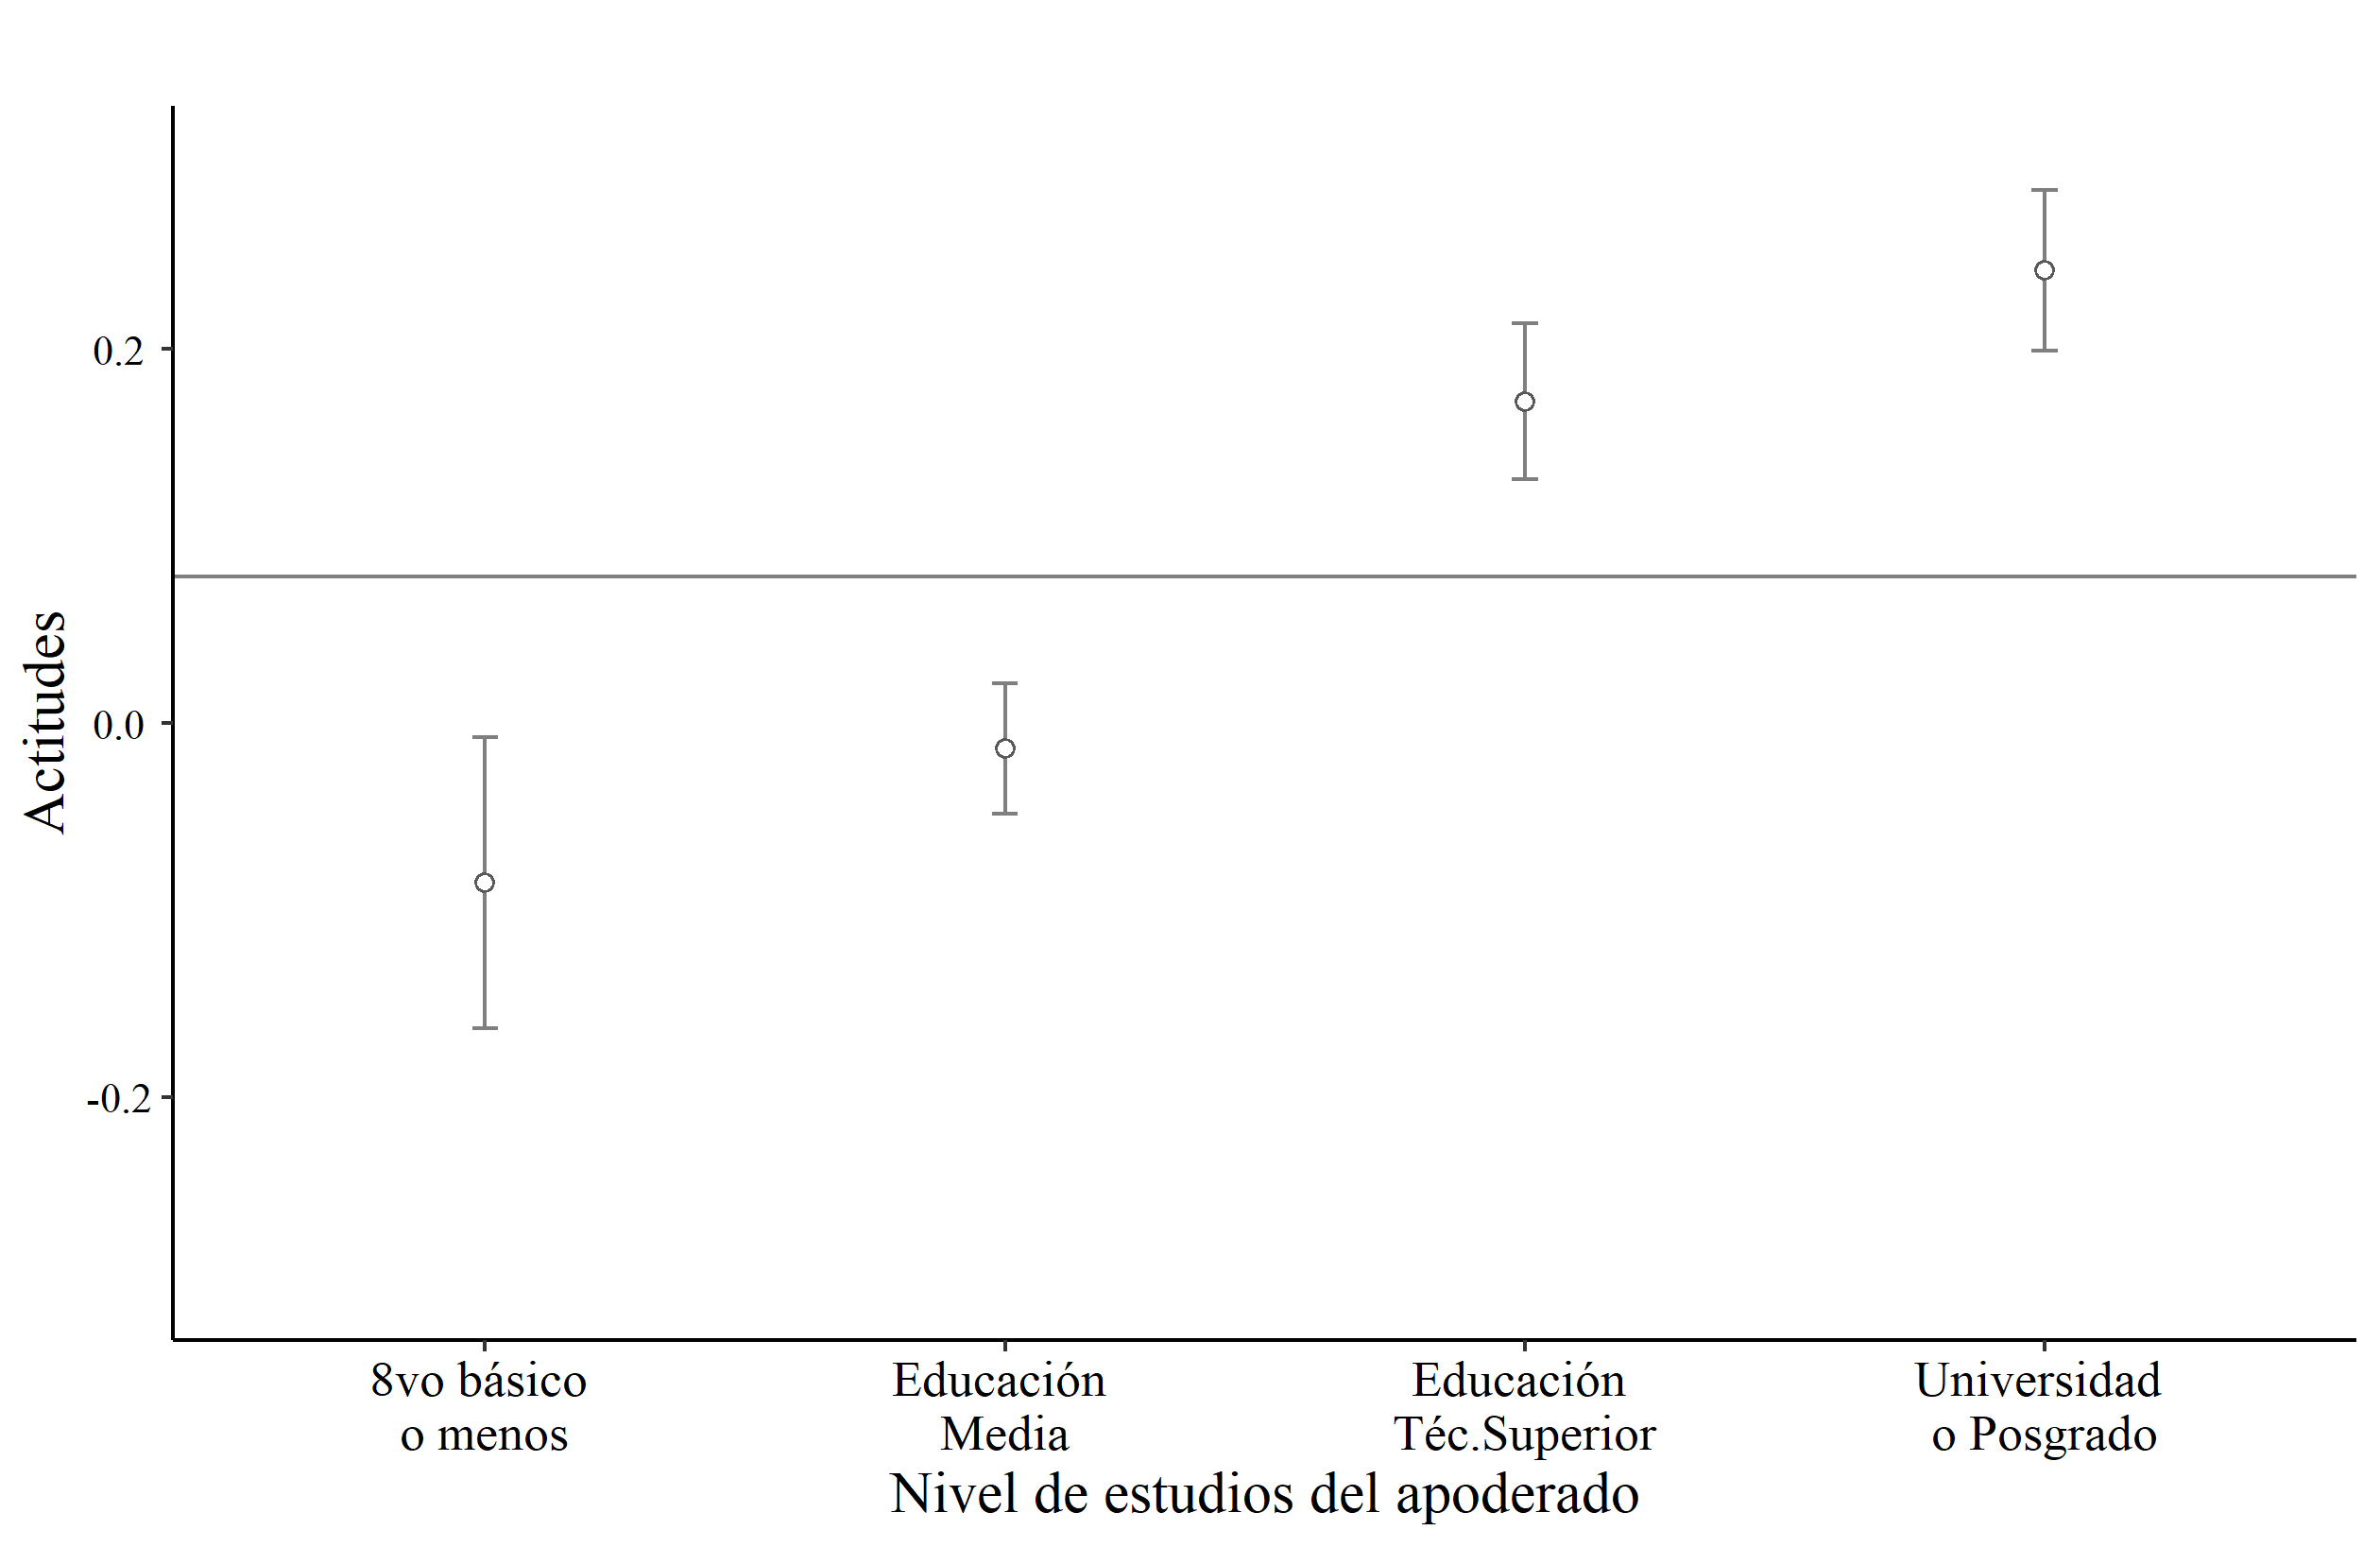 Actitudes
0.2
0.0
-0.2
8vo básico
o menos
Educación
Media
Educación
Téc.Superior
Universidad
o Posgrado
Nivel de estudios del apoderado